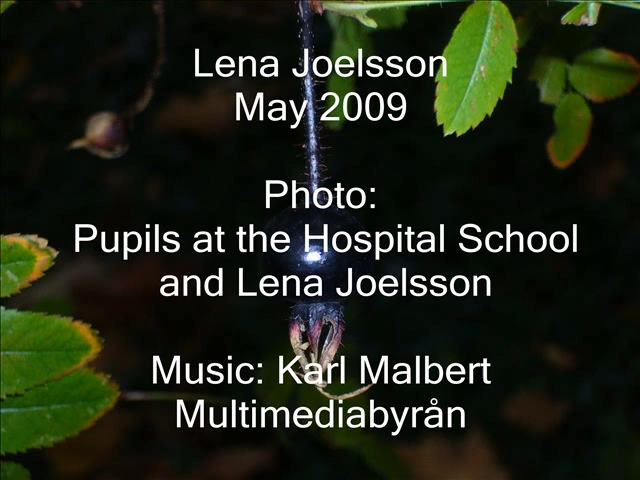 Lena Joelsson
May 2009
Photo:
Pupils at the Hospital School
and Lena Joelsson
Music: Karl Malbert
Multimediabyrån